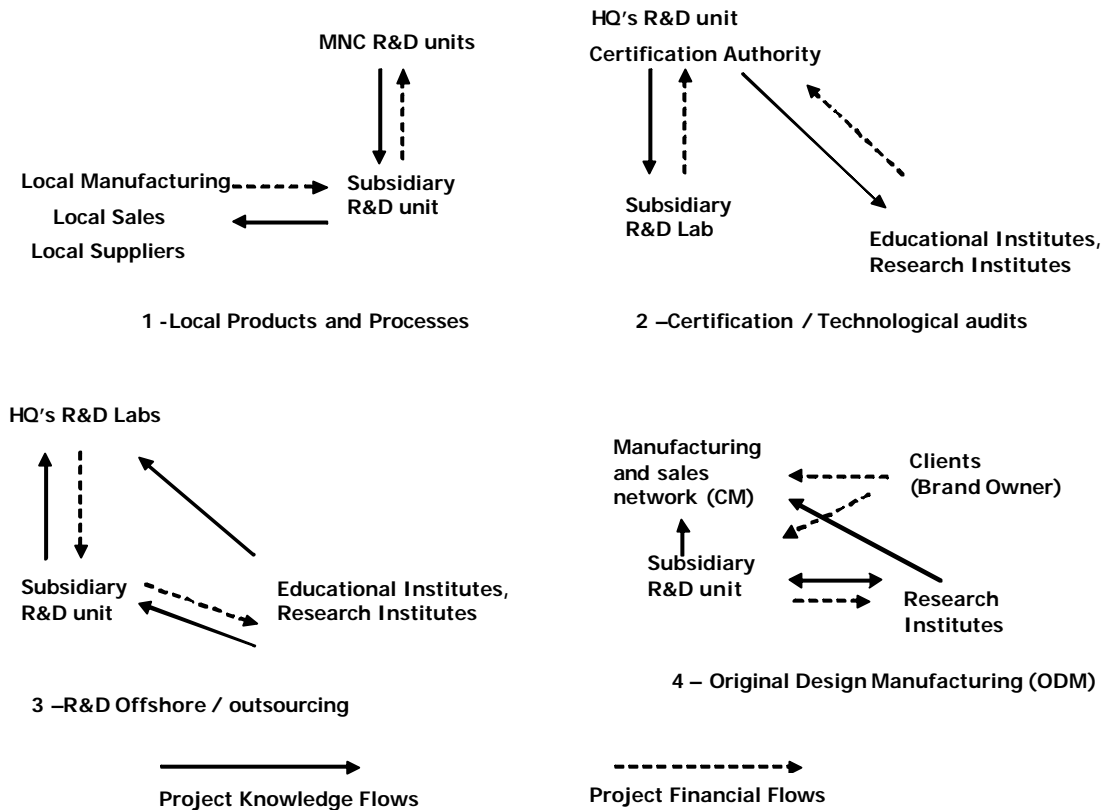 MNC R&D units
Local Manufacturing
Local Sales
Local Suppliers
Subsidiary
R&D unit
1 -Local Products and Processes
HQ's R&D unit
Certification Authority
Subsidiary
R&D Lab
Educational Institutes,
Research Institutes
2 –Certification / Technological audits
HQ's R&D Labs
Subsidiary
R&D unit
Educational Institutes,
Research Institutes
3 –R&D Offshore / outsourcing
Manufacturing
and sales
network (CM)
Clients
(Brand Owner)
Subsidiary
R&D unit
Research
Institutes
4 – Original Design Manufacturing (ODM)
Project Knowledge Flows
Project Financial Flows